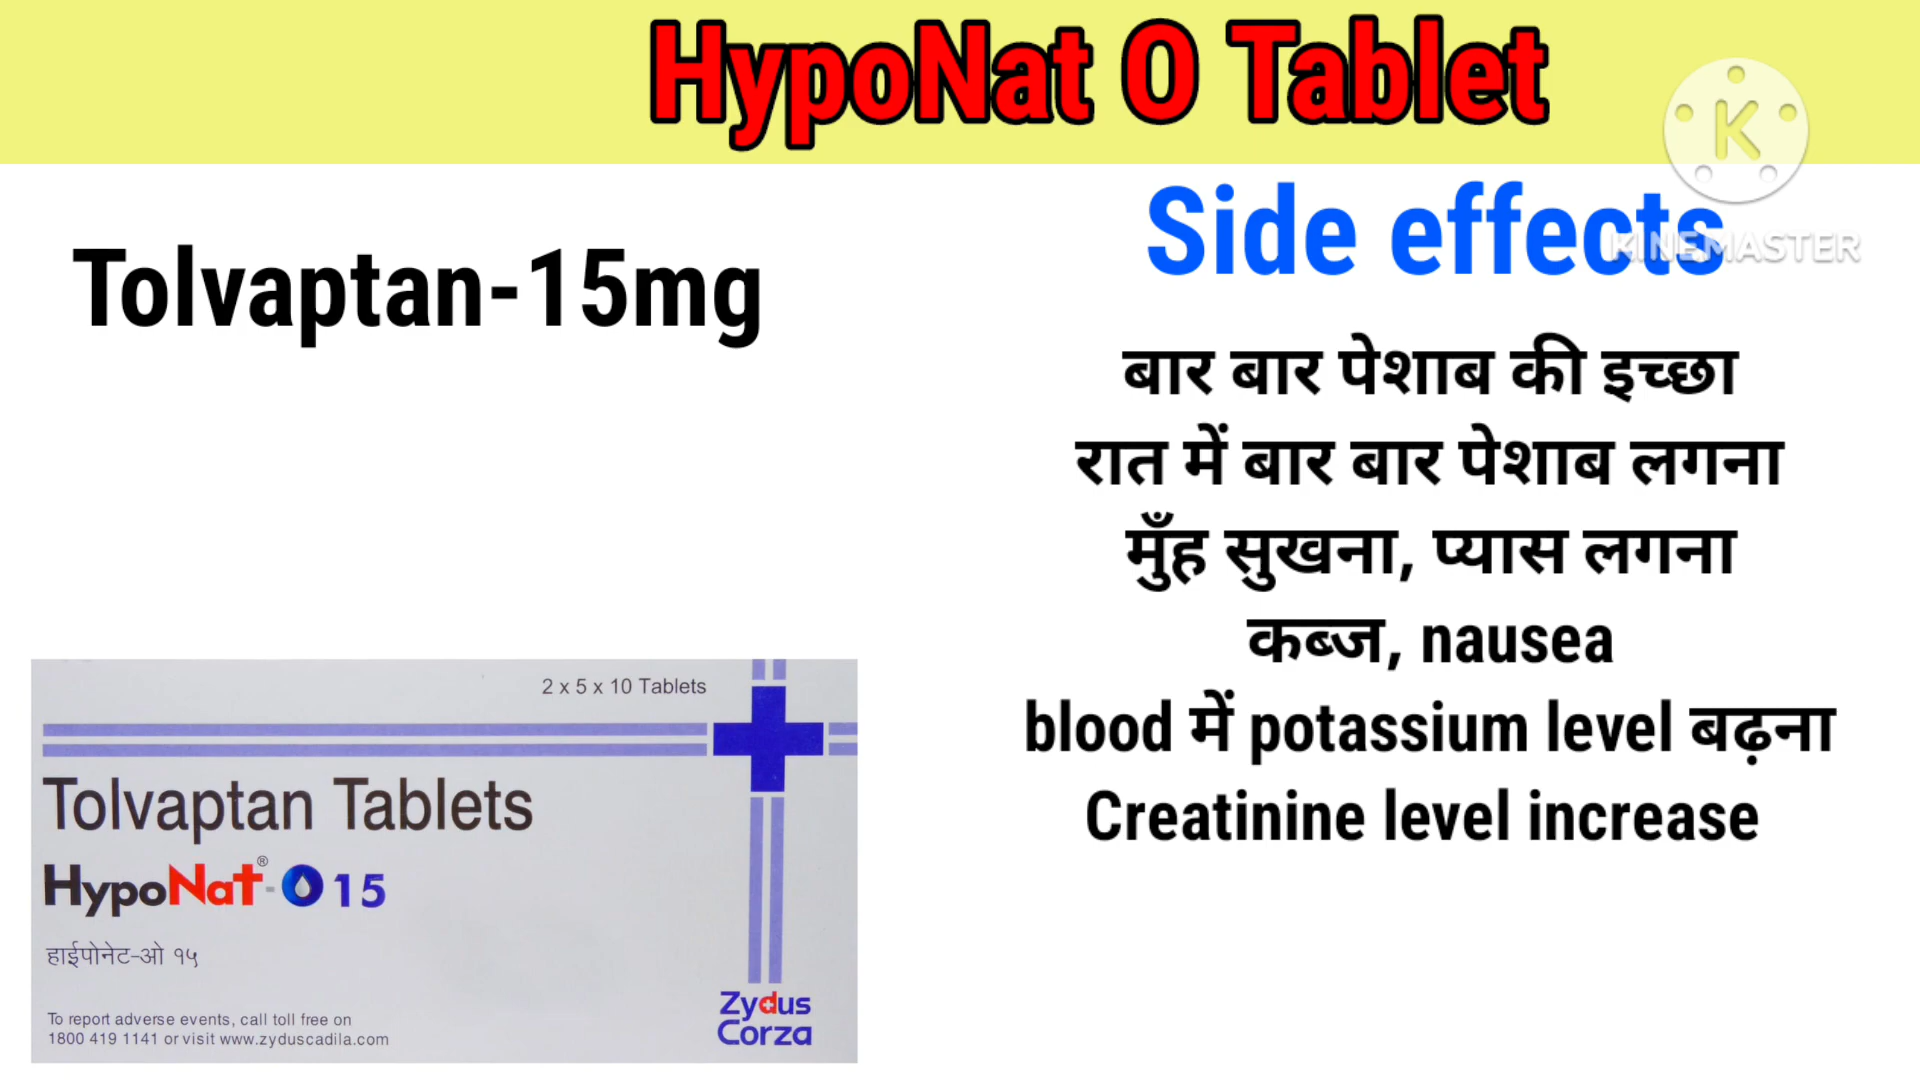 HypoNat O Tablet
K
KINEMASTER
Side effects
Tolvaptan-15mg
बार बार पेशाब की इच्छा
रात में बार बार पेशाब लगना
मुँह सुखना, प्यास लगना
कब्ज, nausea
blood में potassium level बढ़ना
Creatinine level increase
2 x 5 x 10 Tablets
Tolvaptan Tablets
HypoNat®-O 15
हाईपोनेट-ओ १५
To report adverse events, call toll free on
1800 419 1141 or visit www.zyduscadila.com
Zydus
Corza